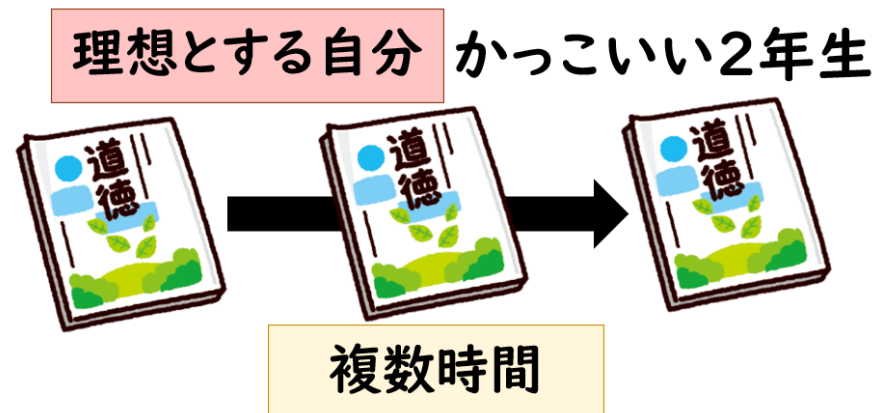 理想とする自分 かっこいい2年生
道徳
道徳
道徳
複数時間